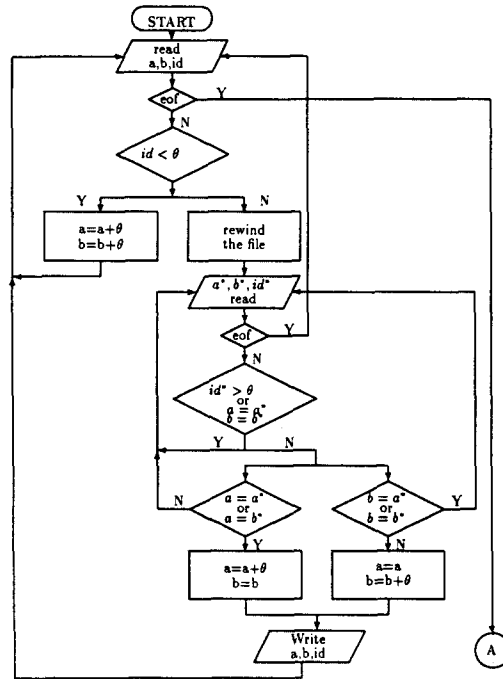 START
read
a,b,id
eof
Y
N
id < θ
Y
N
a=a+θ
b=b+θ
rewind
the file
a*, b*, id*
read
eof
Y
N
id* > θ
or
a = a*
b = b*
Y
N
N
a = a*
or
a = b*
b = a*
or
b = b*
Y
Y
N
a=a+θ
b=b
a=a
b=b+θ
Write
a,b,id
A